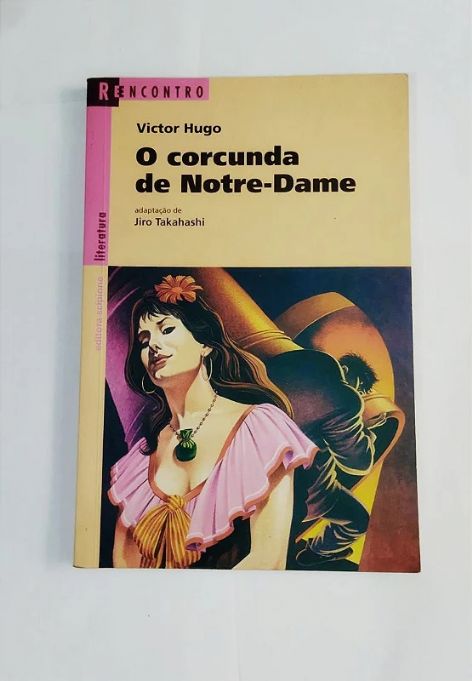 REENCONTRO
Victor Hugo
O corcunda
de Notre-Dame
adaptação de
Jiro Takahashi
literatura
editora scipione